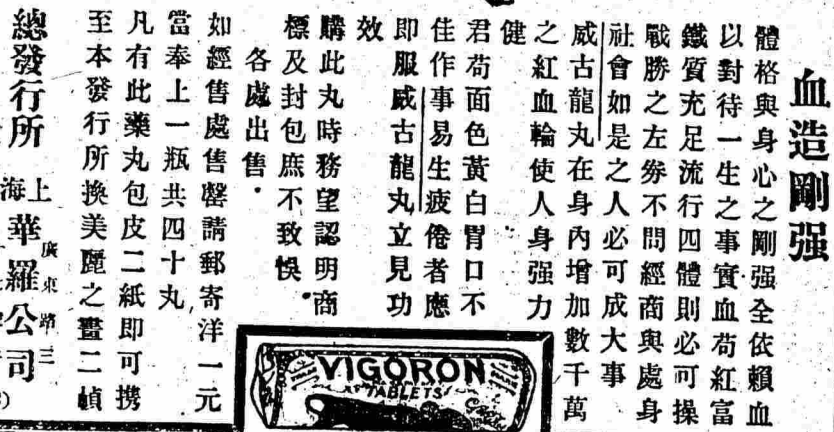 血造剛强
體格與身心之剛强全依賴血
以對待一生之事實血苟紅富
鐵質充足流行四體則必可操
戰勝之左劵不問經商與處身
社會如是之人必可成大事
威古龍丸在身內增加數千萬
之紅血輪使人身强力
健
君苟面色黃白胃口不
佳作事易生疲倦者應
即服威古龍丸立見功
效
購此丸時務望認明商
標及封包庶不致悞.
各處出售.
如經售處售罄請郵寄洋一元
當奉上一瓶共四十丸
凡有此藥丸包皮二紙即可携
至本發行所換美麗之畫二幀
總發行所
上海
廣東路三
華羅公司
VIGORON
TABLETS